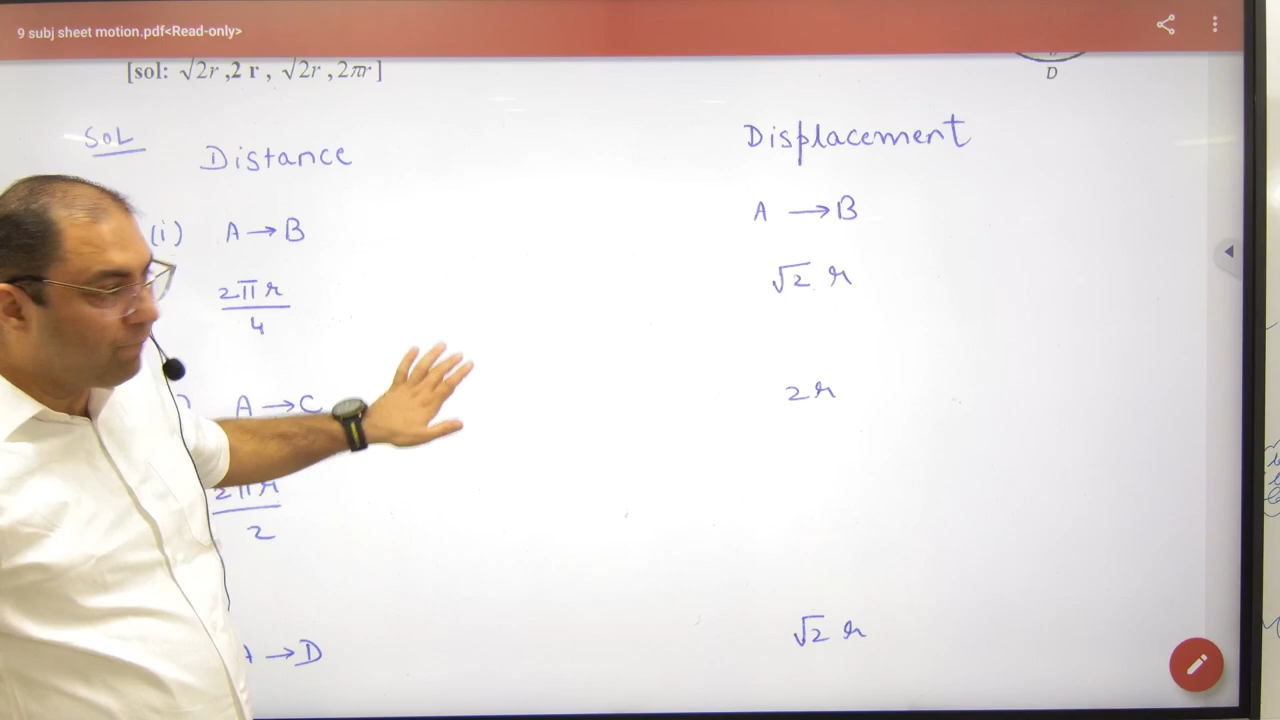 9 subj sheet motion.pdf<Read-only>
[sol: √2r ,2 r , √2r ,2πr]
D
SOL
Distance
Displacement
(i) A → B
A → B
2πr
4
√2 r
) A → C
2r
2πr
2
→ D
√2 r